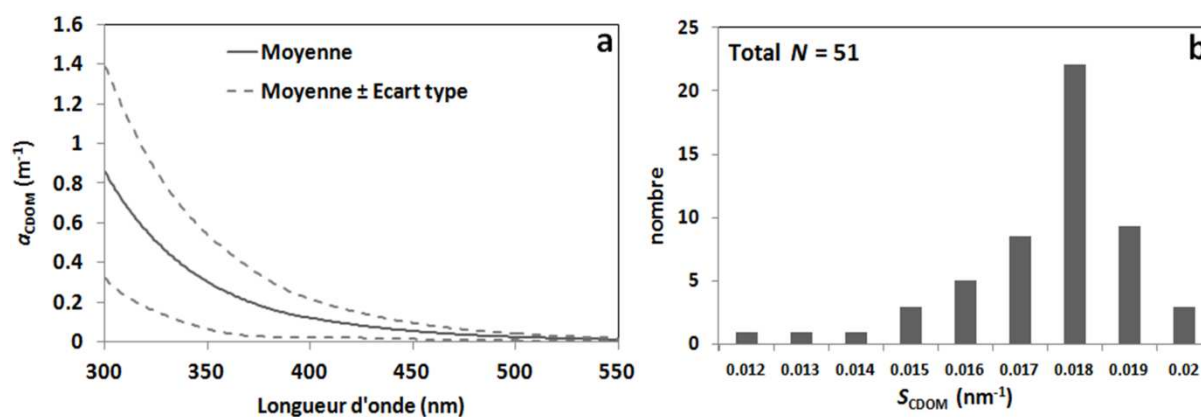 a
Moyenne
Moyenne ± Ecart type
1.6
1.4
1.2
1
0.8
0.6
0.4
0.2
0
aCDOM (m-1)
300 350 400 450 500 550
Longueur d'onde (nm)
b
Total N = 51
25
20
15
10
5
0
nombre
0.012 0.013 0.014 0.015 0.016 0.017 0.018 0.019 0.02
SCDOM (nm-1)